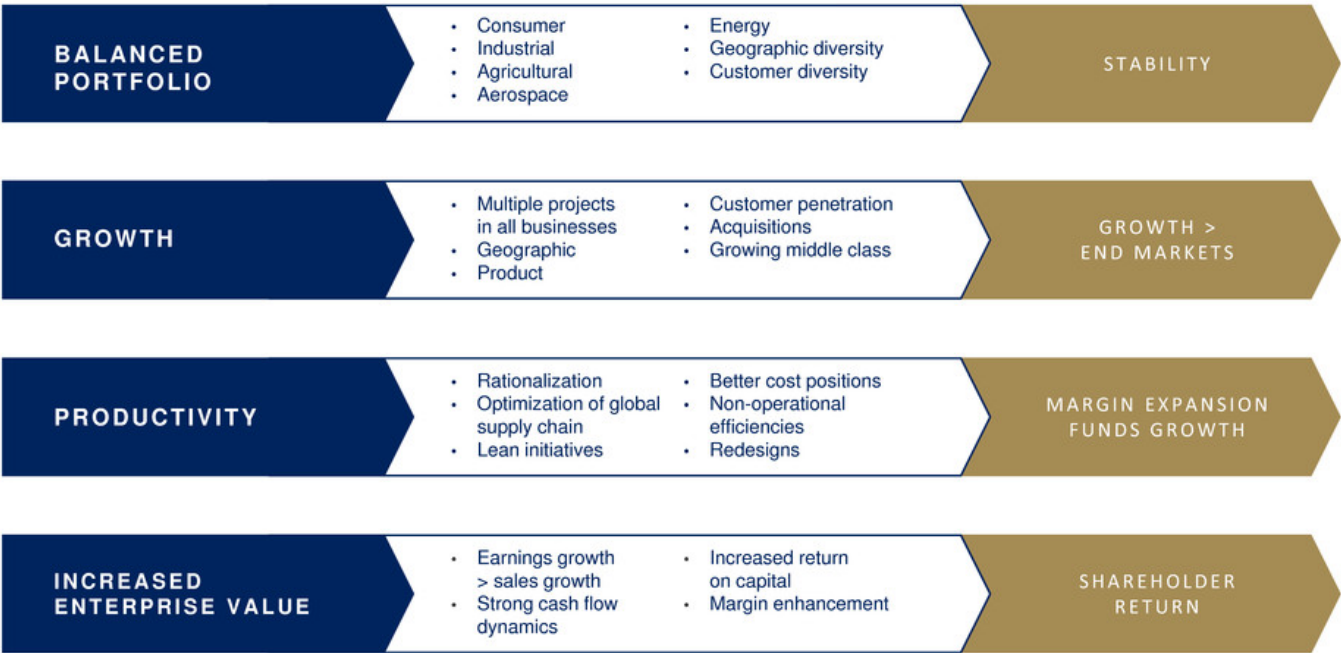 BALANCED
PORTFOLIO
• Consumer
• Industrial
• Agricultural
• Aerospace
• Energy
• Geographic diversity
• Customer diversity
STABILITY
GROWTH
• Multiple projects
in all businesses
• Geographic
• Product
• Customer penetration
• Acquisitions
• Growing middle class
GROWTH >
END MARKETS
PRODUCTIVITY
• Rationalization
• Optimization of global
supply chain
• Lean initiatives
• Better cost positions
• Non-operational
efficiencies
• Redesigns
MARGIN EXPANSION
FUNDS GROWTH
INCREASED
ENTERPRISE VALUE
• Earnings growth
> sales growth
• Strong cash flow
dynamics
• Increased return
on capital
• Margin enhancement
SHAREHOLDER
RETURN